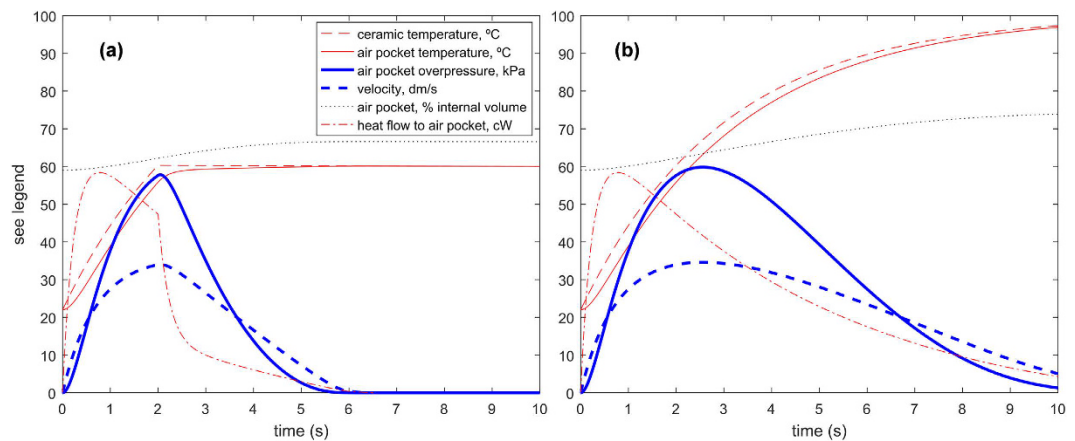 100
90
80
70
60
50
40
30
20
10
0
see legend
(a)
ceramic temperature, ºC
air pocket temperature, ºC
air pocket overpressure, kPa
velocity, dm/s
air pocket, % internal volume
heat flow to air pocket, cW
0 1 2 3 4 5 6 7 8 9 10
time (s)
100
90
80
70
60
50
40
30
20
10
0
(b)
0 1 2 3 4 5 6 7 8 9 10
time (s)